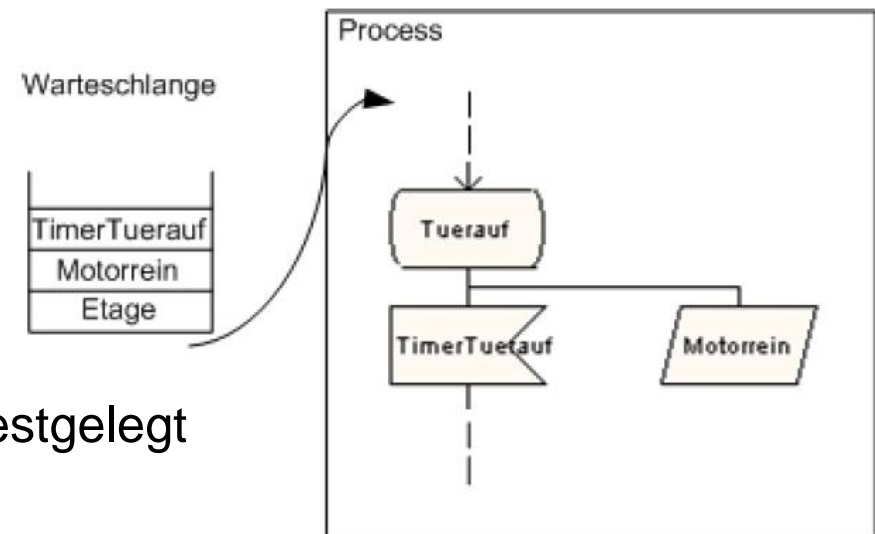 Process
Warteschlange
TimerTuerauf
Motorrein
Etage
Tuerauf
TimerTuerauf
Motorrein
estgelegt